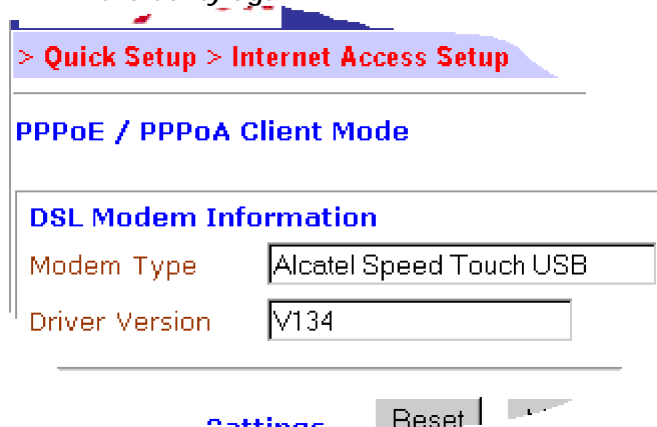 > Quick Setup > Internet Access Setup
PPPoE / PPPoA Client Mode
DSL Modem Information
Modem Type Alcatel Speed Touch USB
Driver Version V134
Settings Reset